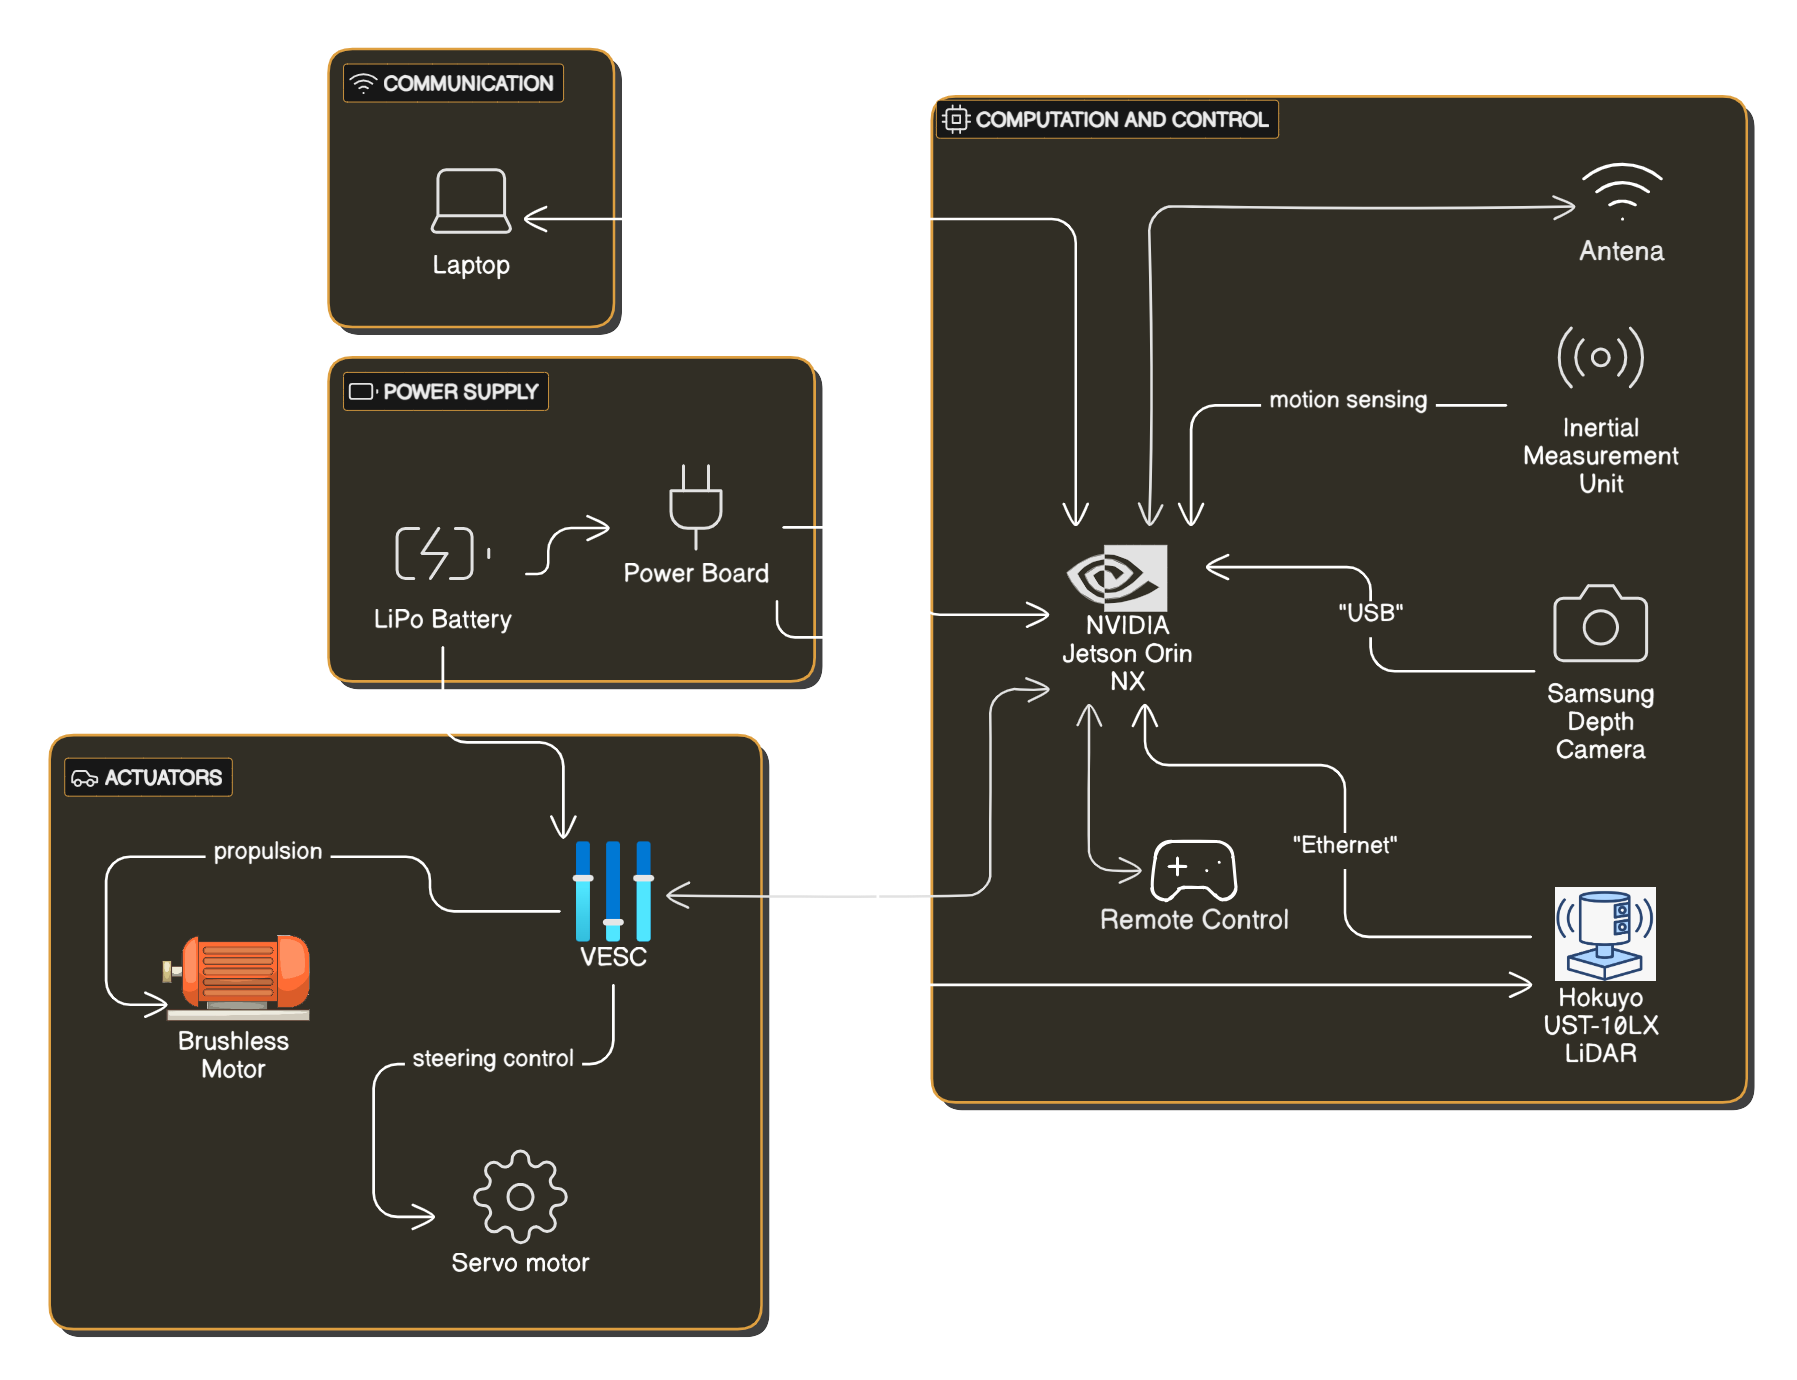 COMMUNICATION
Laptop
POWER SUPPLY
LiPo Battery
Power Board
ACTUATORS
propulsion
VESC
Brushless
Motor
steering control
Servo motor
COMPUTATION AND CONTROL
Antena
motion sensing
Inertial
Measurement
Unit
NVIDIA
Jetson Orin
NX
"USB"
Samsung
Depth
Camera
"Ethernet"
Remote Control
Hokuyo
UST-10LX
LiDAR